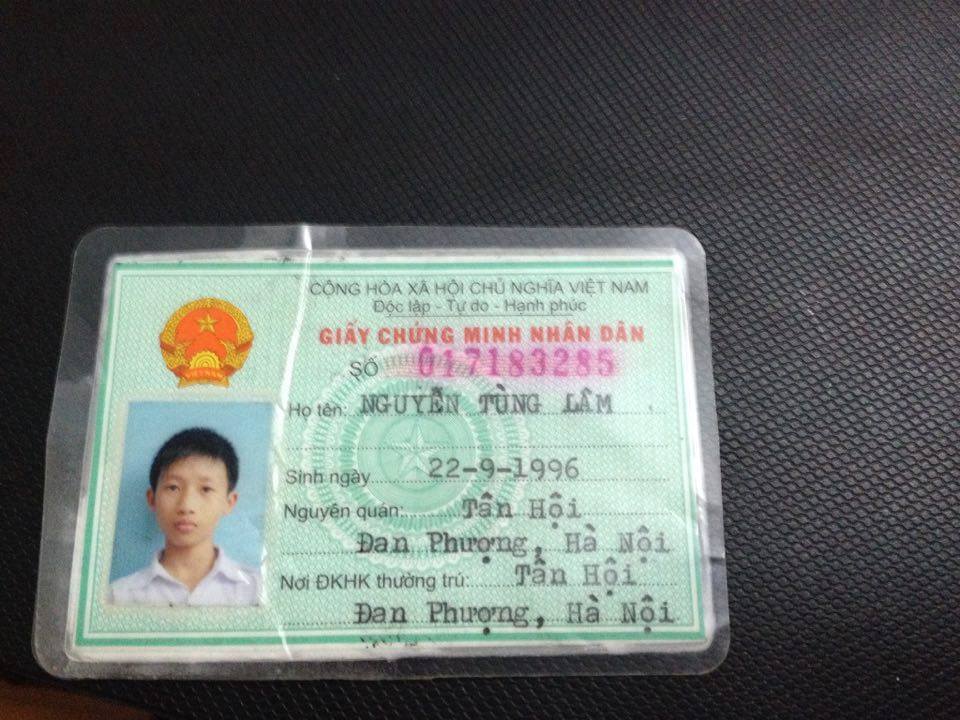 CỘNG HÒA XÃ HỘI CHỦ NGHĨA VIỆT NAM
Độc lập - Tự do - Hạnh phúc
GIẤY CHỨNG MINH NHÂN DÂN
SỐ 017183285
Họ tên: NGUYỄN TÙNG LÂM
Sinh ngày 22-9-1996
Nguyên quán: Tân Hội
Đan Phượng, Hà Nội
Nơi ĐKHK thường trú: Tân Hội
Đan Phượng, Hà Nội
VIETNAM